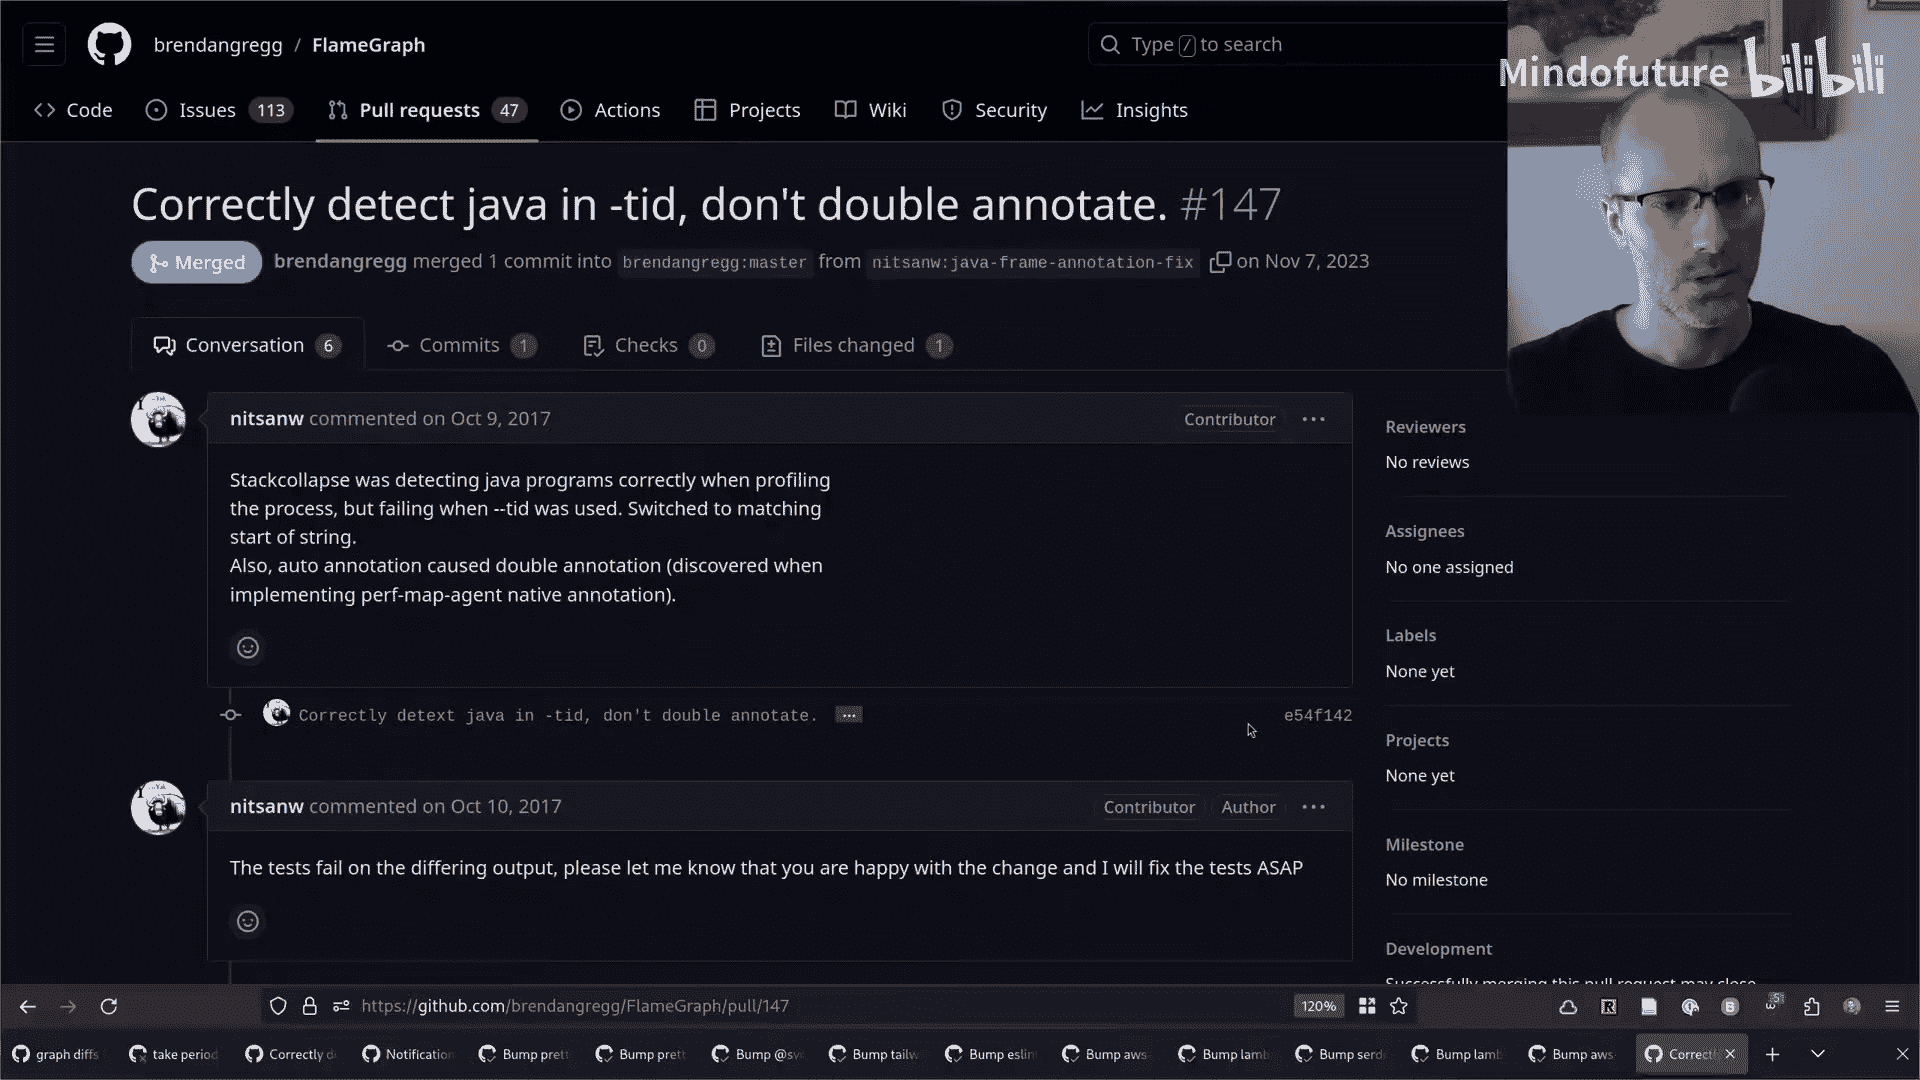 brendangregg / FlameGraph
Type / to search
Mindofuture bilibili
Code
Issues 113
Pull requests 47
Actions
Projects
Wiki
Security
Insights
Correctly detect java in -tid, don't double annotate. #147
Merged brendangregg merged 1 commit into brendangregg:master from nitsanw:java-frame-annotation-fix on Nov 7, 2023
Conversation 6
Commits 1
Checks 0
Files changed 1
nitsanw commented on Oct 9, 2017
Contributor
Stackcollapse was detecting java programs correctly when profiling
the process, but failing when --tid was used. Switched to matching
start of string.
Also, auto annotation caused double annotation (discovered when
implementing perf-map-agent native annotation).
Correctly detext java in -tid, don't double annotate. ...
e54f142
nitsanw commented on Oct 10, 2017
Contributor
Author
The tests fail on the differing output, please let me know that you are happy with the change and I will fix the tests ASAP
Reviewers
No reviews
Assignees
No one assigned
Labels
None yet
Projects
None yet
Milestone
No milestone
Development
Successfully merging this pull request may close
https://github.com/brendangregg/FlameGraph/pull/147
120%
graph diffs
take period
Correctly d
Notification
Bump prett
Bump prett
Bump @sv
Bump tailw
Bump eslin
Bump aws
Bump lamb
Bump serd
Bump lamb
Bump aws-
Correctl